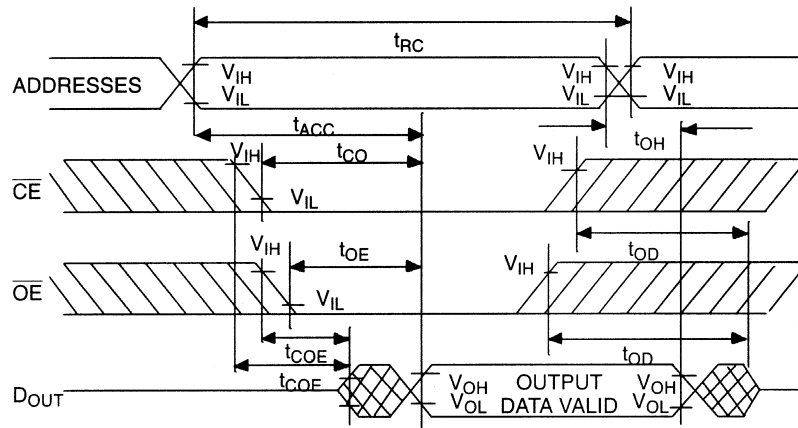 tRC
ADDRESSES VIH VIH VIH
VIL VIL VIL
tACC
tCO tOH
VIH VIH
CE
VIL
VIH tOE VIH tOD
OE
VIL
tCOE tOD
tCOE
DOUT VOH OUTPUT VOH
VOL DATA VALID VOL